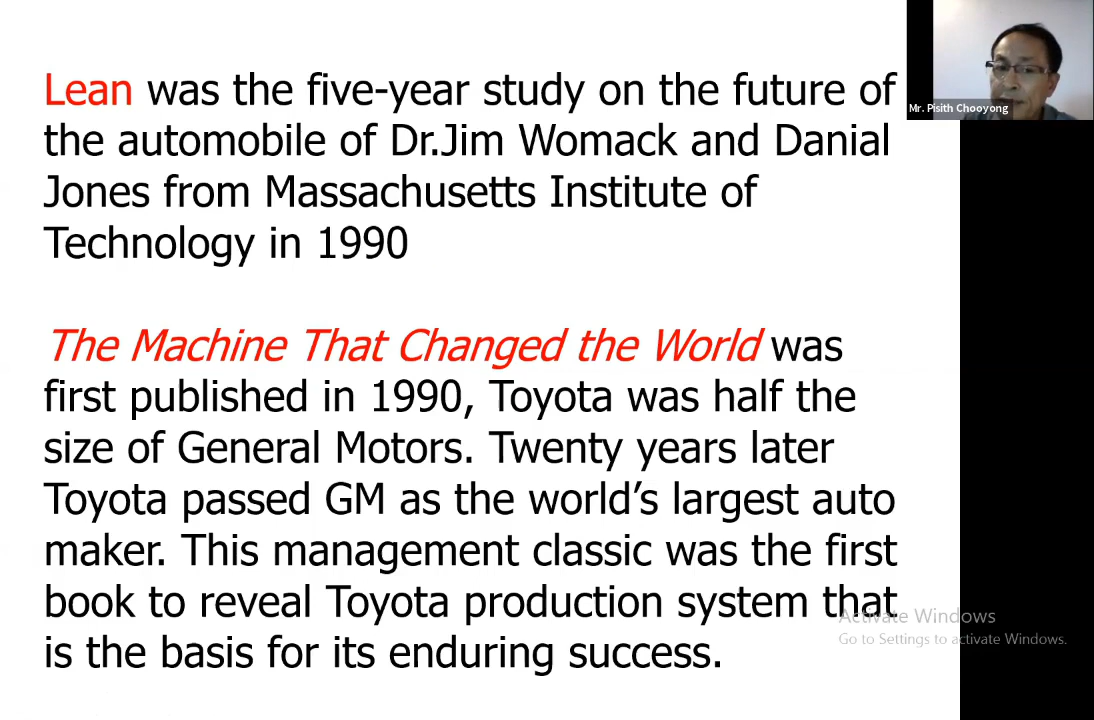 Lean was the five-year study on the future of
the automobile of Dr.Jim Womack and Danial
Jones from Massachusetts Institute of
Technology in 1990
The Machine That Changed the World was
first published in 1990, Toyota was half the
size of General Motors. Twenty years later
Toyota passed GM as the world’s largest auto
maker. This management classic was the first
book to reveal Toyota production system that
is the basis for its enduring success.
Mr. Pisith Chooyong
Activate Windows
Go to Settings to activate Windows.